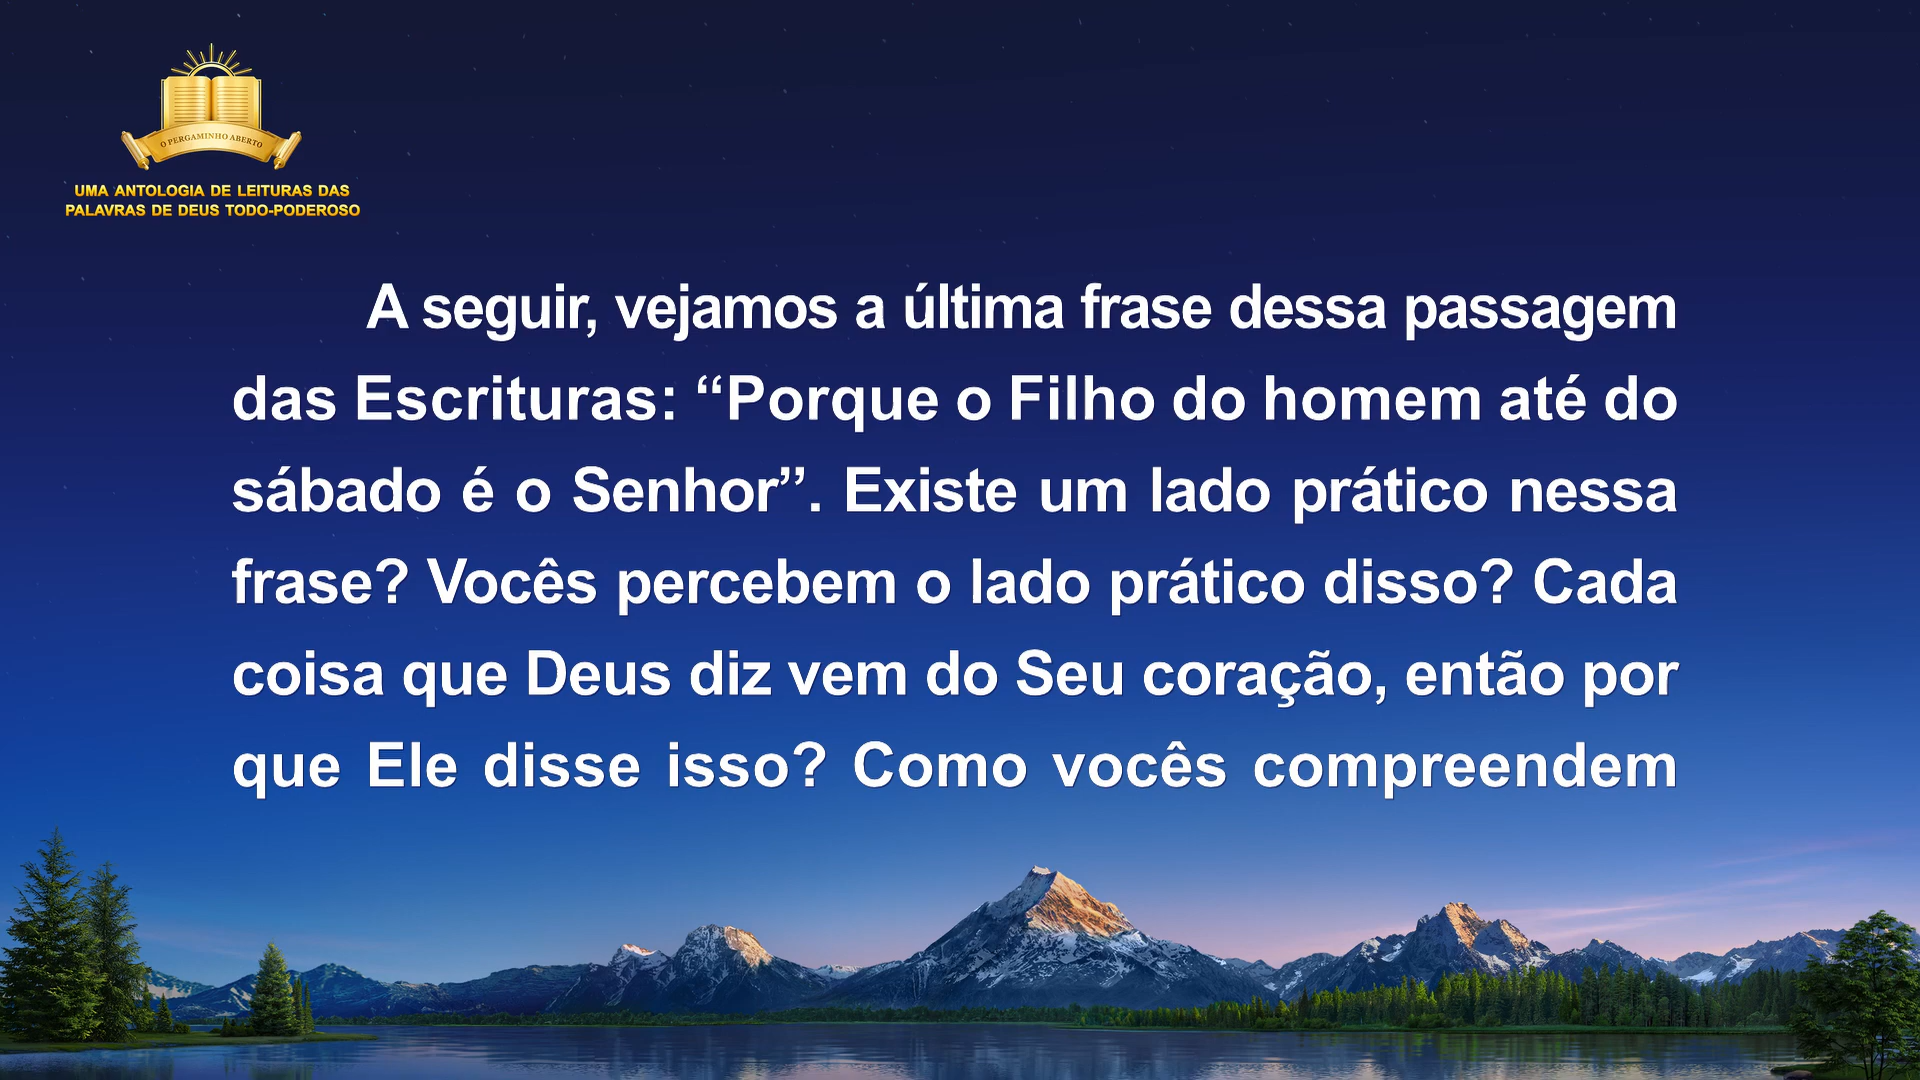 O PERGAMINHO ABERTO
UMA ANTOLOGIA DE LEITURAS DAS
PALAVRAS DE DEUS TODO-PODEROSO
A seguir, vejamos a última frase dessa passagem
das Escrituras: “Porque o Filho do homem até do
sábado é o Senhor”. Existe um lado prático nessa
frase? Vocês percebem o lado prático disso? Cada
coisa que Deus diz vem do Seu coração, então por
que Ele disse isso? Como vocês compreendem